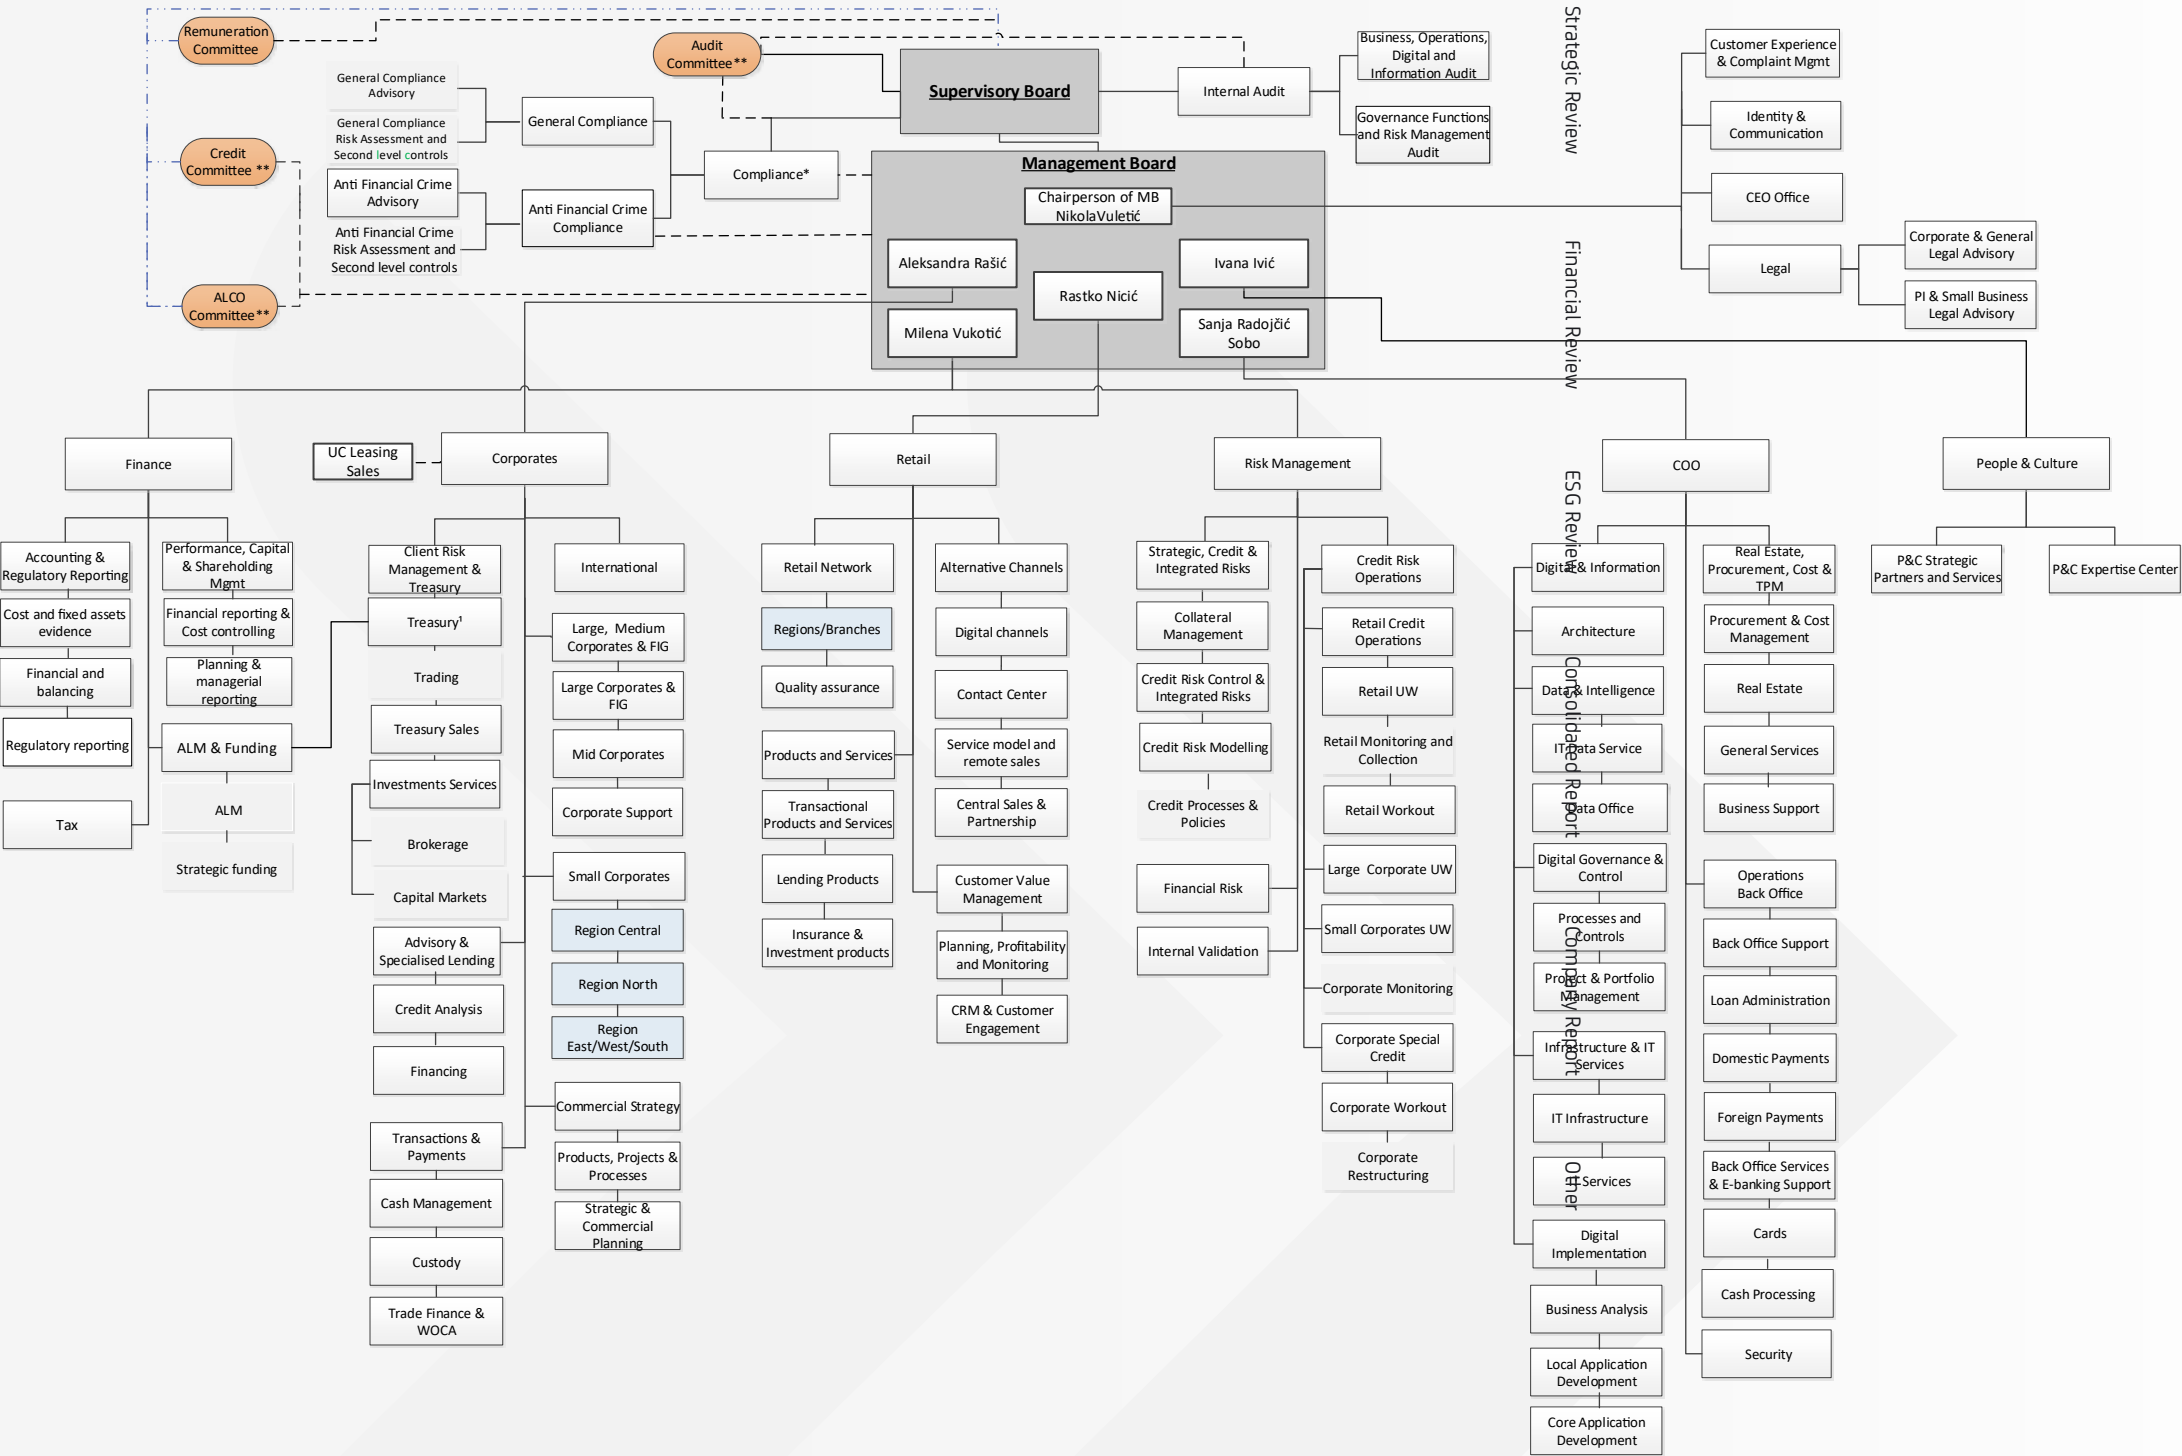 Remuneration
Committee
Audit
Committee**
Supervisory Board
Internal Audit
Business, Operations,
Digital and
Information Audit
Governance Functions
and Risk Management
Audit
Strategic Review
Customer Experience
& Complaint Mgmt
Identity &
Communication
CEO Office
Legal
Corporate & General
Legal Advisory
PI & Small Business
Legal Advisory
General Compliance
Advisory
General Compliance
Risk Assessment and
Second level controls
General Compliance
Credit
Committee **
Anti Financial Crime
Advisory
Anti Financial Crime
Risk Assessment and
Second level controls
Anti Financial Crime
Compliance
Compliance*
ALCO
Committee**
Management Board
Chairperson of MB
NikolaVuletić
Aleksandra Rašić
Ivana Ivić
Rastko Nicić
Milena Vukotić
Sanja Radojčić
Sobo
Financial Review
Finance
UC Leasing
Sales
Corporates
Retail
Risk Management
COO
People & Culture
Accounting &
Regulatory Reporting
Cost and fixed assets
evidence
Financial and
balancing
Regulatory reporting
Tax
Performance, Capital
& Shareholding
Mgmt
Financial reporting &
Cost controlling
Planning &
managerial
reporting
ALM & Funding
ALM
Strategic funding
Client Risk
Management &
Treasury
Treasury¹
Trading
Treasury Sales
Investments Services
Brokerage
Capital Markets
Advisory &
Specialised Lending
Credit Analysis
Financing
Transactions &
Payments
Cash Management
Custody
Trade Finance &
WOCA
International
Large, Medium
Corporates & FIG
Large Corporates &
FIG
Mid Corporates
Corporate Support
Small Corporates
Region Central
Region North
Region
East/West/South
Commercial Strategy
Products, Projects &
Processes
Strategic &
Commercial
Planning
Retail Network
Regions/Branches
Quality assurance
Products and Services
Transactional
Products and Services
Lending Products
Insurance &
Investment products
Alternative Channels
Digital channels
Contact Center
Service model and
remote sales
Central Sales &
Partnership
Customer Value
Management
Planning, Profitability
and Monitoring
CRM & Customer
Engagement
Strategic, Credit &
Integrated Risks
Collateral
Management
Credit Risk Control &
Integrated Risks
Credit Risk Modelling
Credit Processes &
Policies
Financial Risk
Internal Validation
Credit Risk
Operations
Retail Credit
Operations
Retail UW
Retail Monitoring and
Collection
Retail Workout
Large Corporate UW
Small Corporates UW
Corporate Monitoring
Corporate Special
Credit
Corporate Workout
Corporate
Restructuring
ESG Review
Consolidated Report
Company Report
Other
Digital & Information
Architecture
Data & Intelligence
IT Data Service
Data Office
Digital Governance &
Control
Processes and
Controls
Project & Portfolio
Management
Infrastructure & IT
Services
IT Infrastructure
IT Services
Digital
Implementation
Business Analysis
Local Application
Development
Core Application
Development
Real Estate,
Procurement, Cost &
TPM
Procurement & Cost
Management
Real Estate
General Services
Business Support
Operations
Back Office
Back Office Support
Loan Administration
Domestic Payments
Foreign Payments
Back Office Services
& E-banking Support
Cards
Cash Processing
Security
P&C Strategic
Partners and Services
P&C Expertise Center